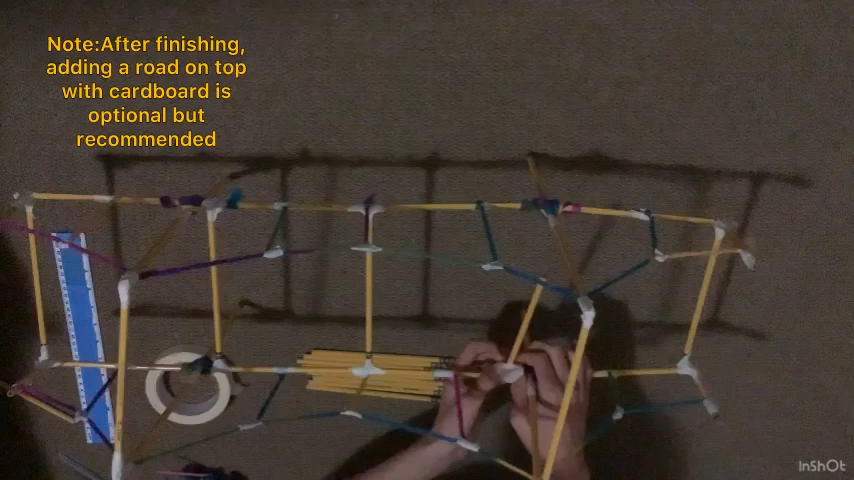 Note:After finishing,
adding a road on top
with cardboard is
optional but
recommended
InShOt